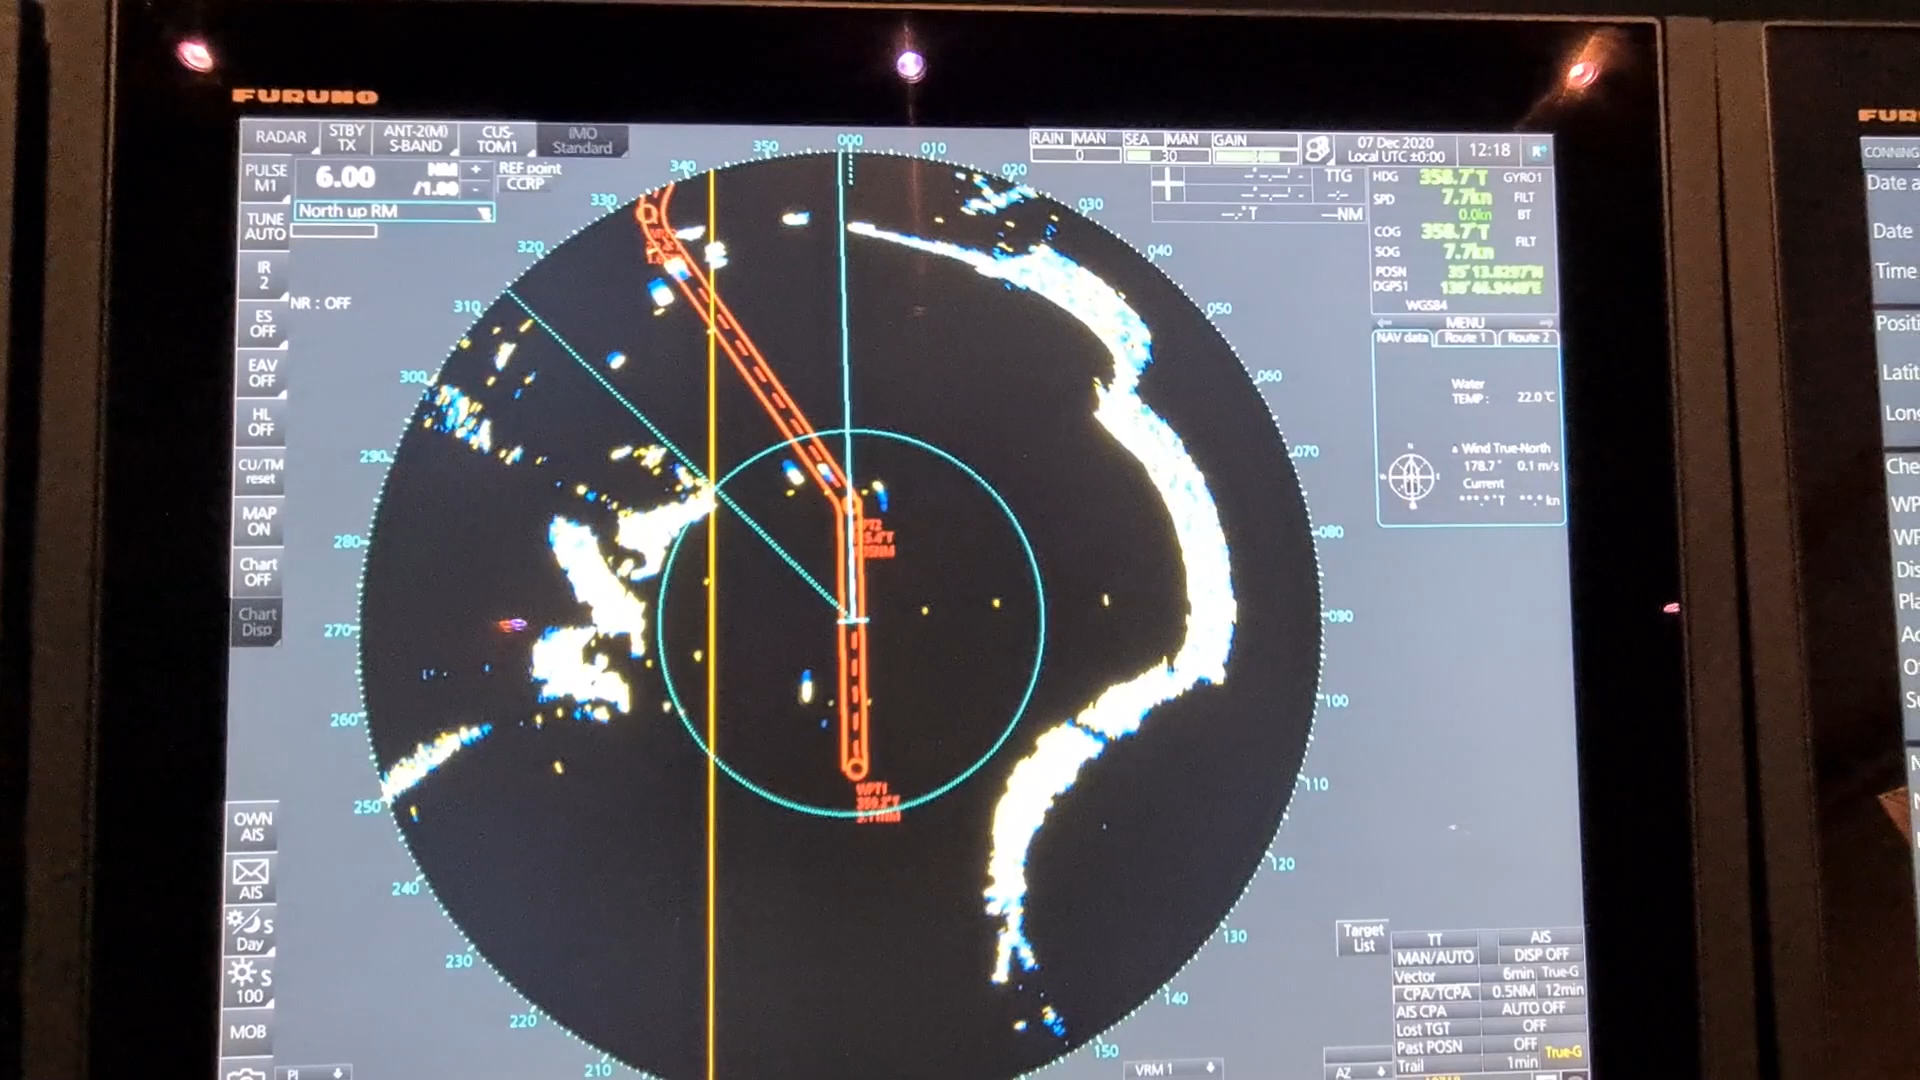 FURUNO
RADAR
STBY
TX
ANT-2(M)
S-BAND
CUS-
TOM1
IMO
Standard
PULSE
M1
6.00
NM
/1.00
+
-
REF point
CCRP
North up RM
TUNE
AUTO
IR
2
NR : OFF
ES
OFF
EAV
OFF
HL
OFF
CU/TM
reset
MAP
ON
Chart
OFF
Chart
Disp
OWN
AIS
AIS
S
Day
S
100
MOB
PI
000
010
020
030
040
050
060
070
080
090
100
110
120
130
140
150
210
220
230
240
250
260
270
280
290
300
310
320
330
340
350
WPT1
RAIN MAN
0
SEA MAN
30
GAIN
07 Dec 2020
Local UTC ±0:00
12:18
TTG
NM
HDG 358.7°T GYRO1
SPD 7.7kn FILT
0.0kn BT
COG 358.7°T
FILT
SOG 7.7kn
POSN
DGPS1
WGS84
MENU
NAV data Route 1 Route 2
Water
TEMP : 22.0℃
Wind True-North
178.7° 0.1 m/s
Current
***.*°T **.* kn
N
Target
List
TT
MAN/AUTO
AIS
DISP OFF
Vector 6min True-G
CPA/TCPA 0.5NM 12min
AIS CPA AUTO OFF
Lost TGT OFF
Past POSN OFF
True-G
Trail 1min
VRM 1
AZ
CONNING
Date
Time